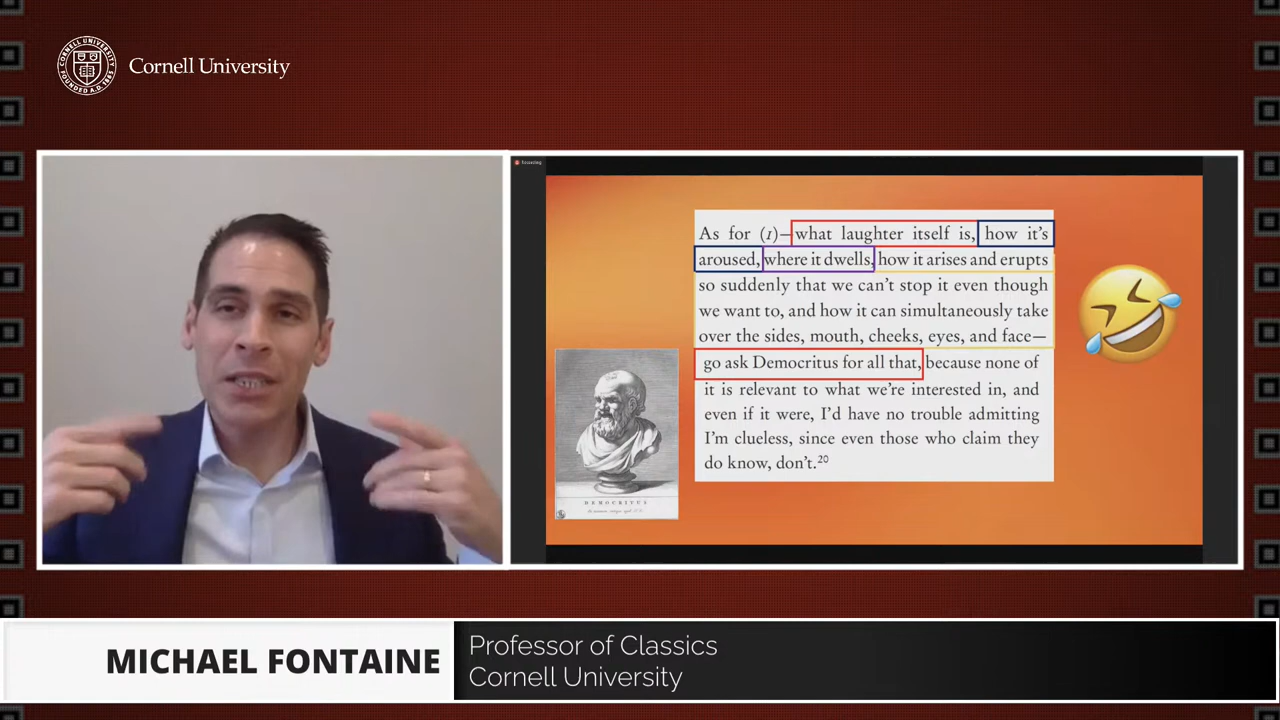 Cornell University
As for (1)—what laughter itself is, how it's
aroused, where it dwells, how it arises and erupts
so suddenly that we can't stop it even though
we want to, and how it can simultaneously take
over the sides, mouth, cheeks, eyes, and face—
go ask Democritus for all that, because none of
it is relevant to what we're interested in, and
even if it were, I'd have no trouble admitting
I'm clueless, since even those who claim they
do know, don't.20
DEMOCRITUS
MICHAEL FONTAINE
Professor of Classics
Cornell University